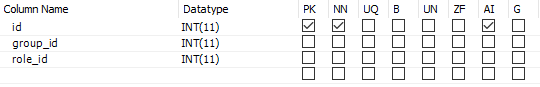 Column Name Datatype PK NN UQ B UN ZF AI G
id INT(11)
group_id INT(11)
role_id INT(11)